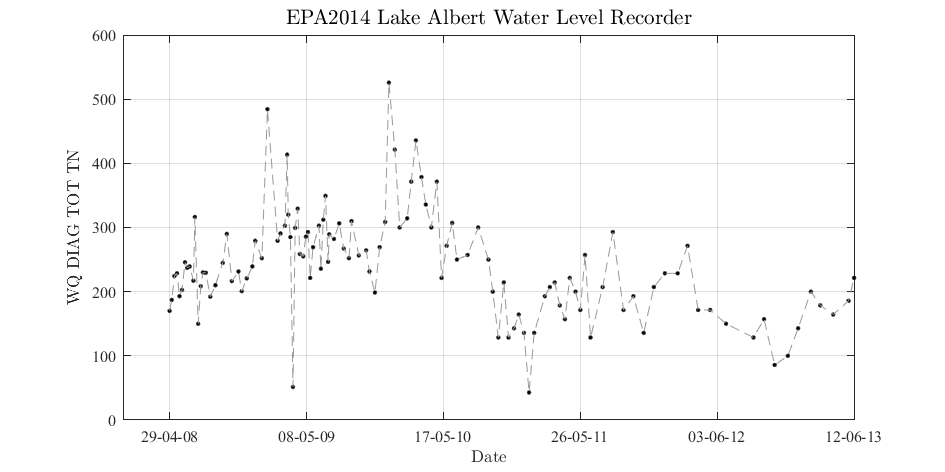 EPA2014 Lake Albert Water Level Recorder
WQ DIAG TOT TN
600
500
400
300
200
100
0
29-04-08 08-05-09 17-05-10 26-05-11 03-06-12 12-06-13
Date